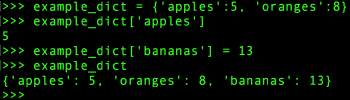 >>> example_dict = {'apples':5, 'oranges':8}
>>> example_dict['apples']
5
>>> example_dict['bananas'] = 13
>>> example_dict
{'apples': 5, 'oranges': 8, 'bananas': 13}
>>>